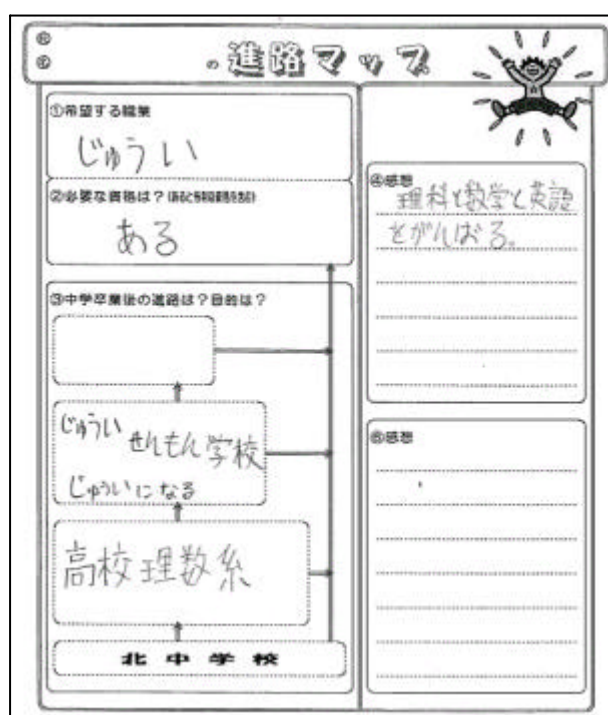 の進路マップ
①希望する職業
じゅうい
②必要な資格は?
ある
③中学卒業後の進路は?目的は?
じゅうい
せんもん学校
じゅういになる
高校理数系
北中学校
④感想
理科と数学と英語
をがんばる。
⑤感想